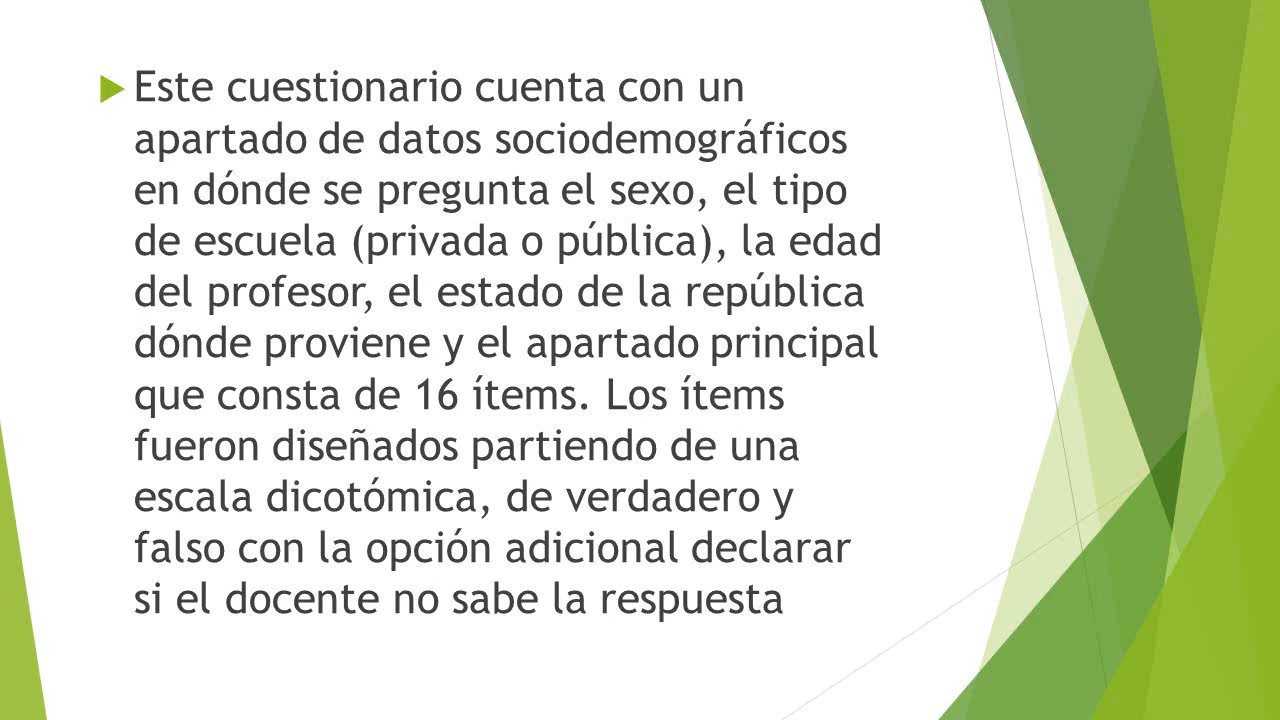 Este cuestionario cuenta con un
apartado de datos sociodemográficos
en dónde se pregunta el sexo, el tipo
de escuela (privada o pública), la edad
del profesor, el estado de la república
dónde proviene y el apartado principal
que consta de 16 ítems. Los ítems
fueron diseñados partiendo de una
escala dicotómica, de verdadero y
falso con la opción adicional declarar
si el docente no sabe la respuesta